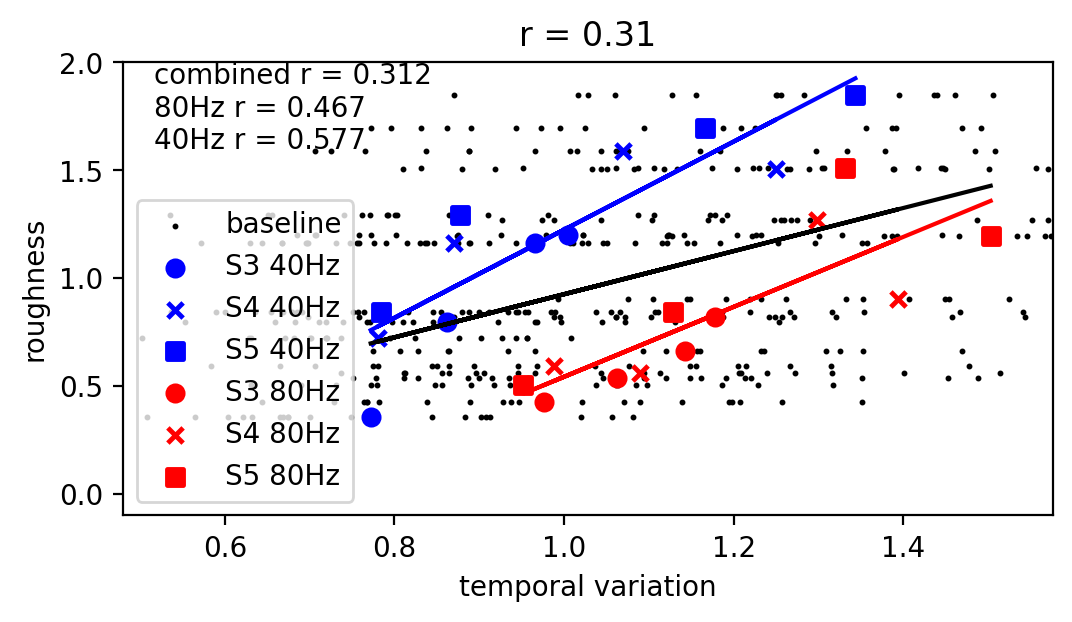 r = 0.31
combined r = 0.312
80Hz r = 0.467
40Hz r = 0.577
baseline
S3 40Hz
S4 40Hz
S5 40Hz
S3 80Hz
S4 80Hz
S5 80Hz
2.0
1.5
1.0
0.5
0.0
roughness
0.6 0.8 1.0 1.2 1.4
temporal variation